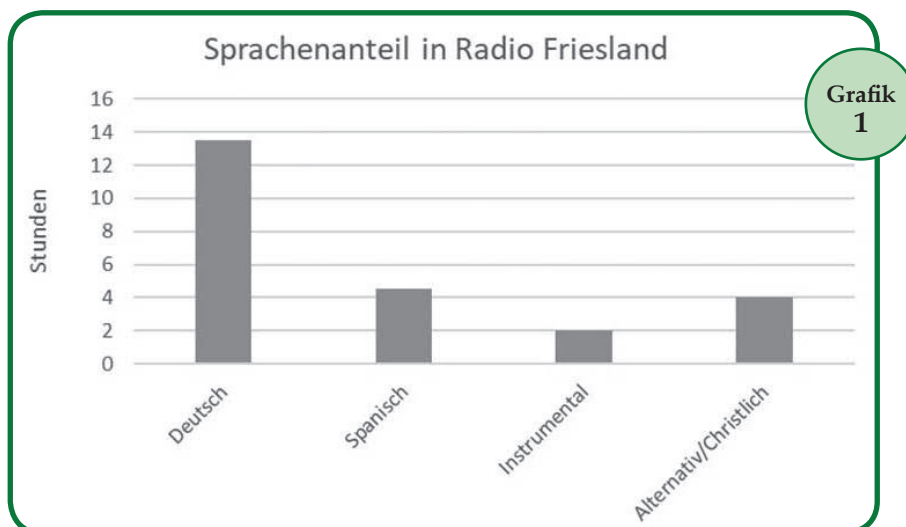 Sprachenanteil in Radio Friesland
Grafik
1
Stunden
16
14
12
10
8
6
4
2
0
Deutsch
Spanisch
Instrumental
Alternativ/Christlich